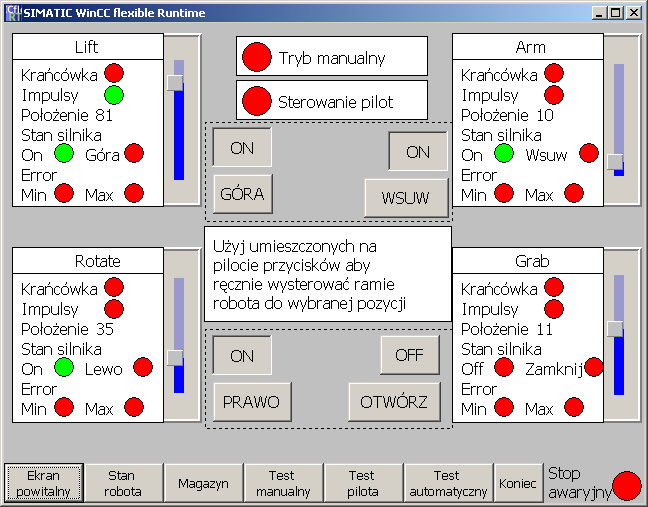 SIMATIC WinCC flexible Runtime
Lift
Krańcówka
Impulsy
Położenie 81
Stan silnika
On Góra
Error
Min Max
Tryb manualny
Sterowanie pilot
ON
GÓRA
ON
WSUW
Arm
Krańcówka
Impulsy
Położenie 10
Stan silnika
On Wsuw
Error
Min Max
Rotate
Krańcówka
Impulsy
Położenie 35
Stan silnika
On Lewo
Error
Min Max
Użyj umieszczonych na
pilocie przycisków aby
ręcznie wysterować ramie
robota do wybranej pozycji
ON
PRAWO
OFF
OTWÓRZ
Grab
Krańcówka
Impulsy
Położenie 11
Stan silnika
Off Zamknij
Error
Min Max
Ekran
powitalny
Stan
robota
Magazyn
Test
manualny
Test
pilota
Test
automatyczny
Koniec
Stop
awaryjny